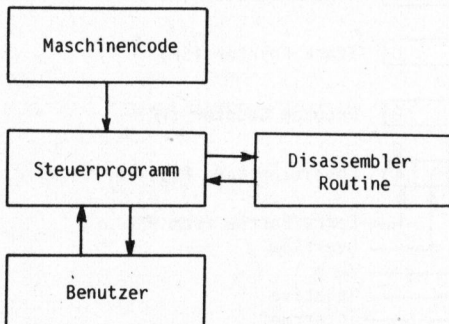 Maschinencode
Steuerprogramm
Disassembler
Routine
Benutzer